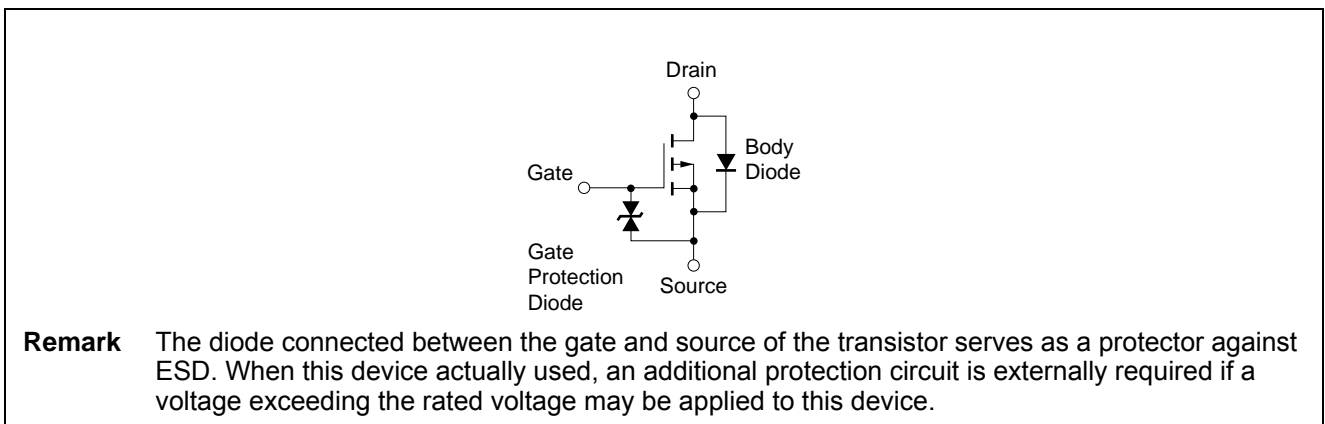 Drain
Body
Diode
Gate
Gate
Protection
Diode
Source
Remark The diode connected between the gate and source of the transistor serves as a protector against
ESD. When this device actually used, an additional protection circuit is externally required if a
voltage exceeding the rated voltage may be applied to this device.